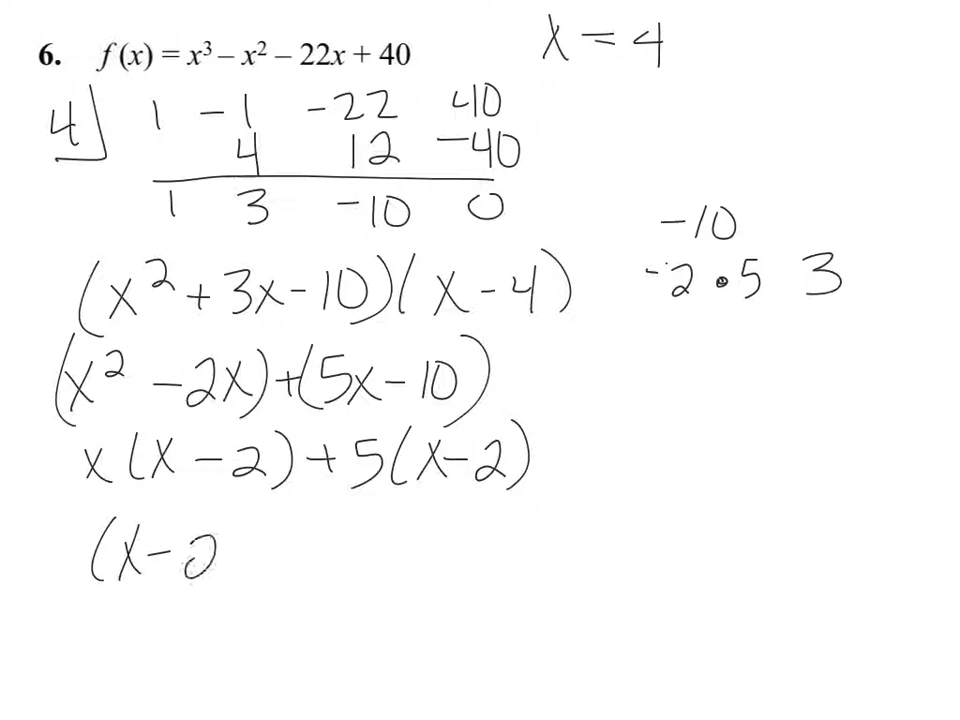 6. f(x) = x³ – x² – 22x + 40
x = 4
4 1 -1 -22 40
4 12 -40
1 3 -10 0
-10
-2 • 5 3
(x² + 3x - 10)(x - 4)
(x² - 2x) + (5x - 10)
x(x - 2) + 5(x - 2)
(x -